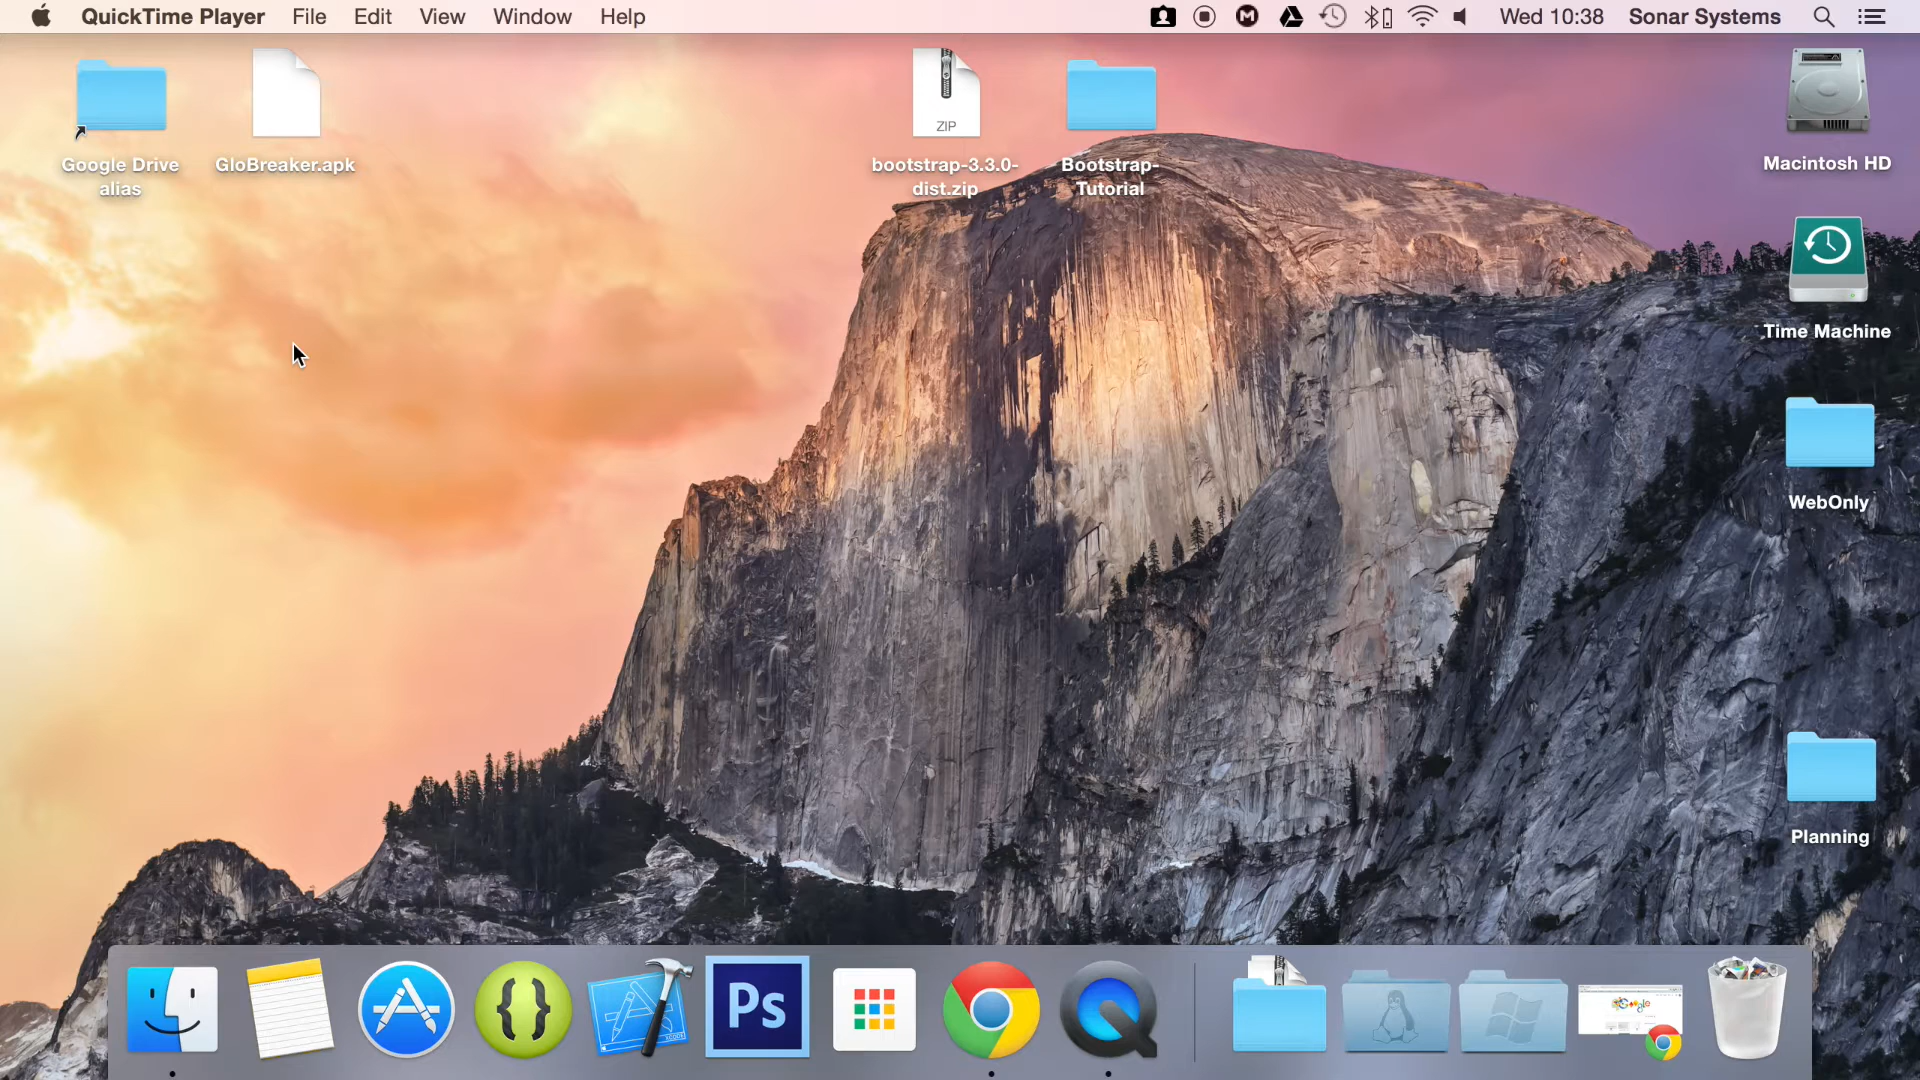 QuickTime Player File Edit View Window Help Wed 10:38 Sonar Systems
Google Drive alias
GloBreaker.apk
ZIP
bootstrap-3.3.0-dist.zip
Bootstrap-Tutorial
Macintosh HD
Time Machine
WebOnly
Planning
Ps